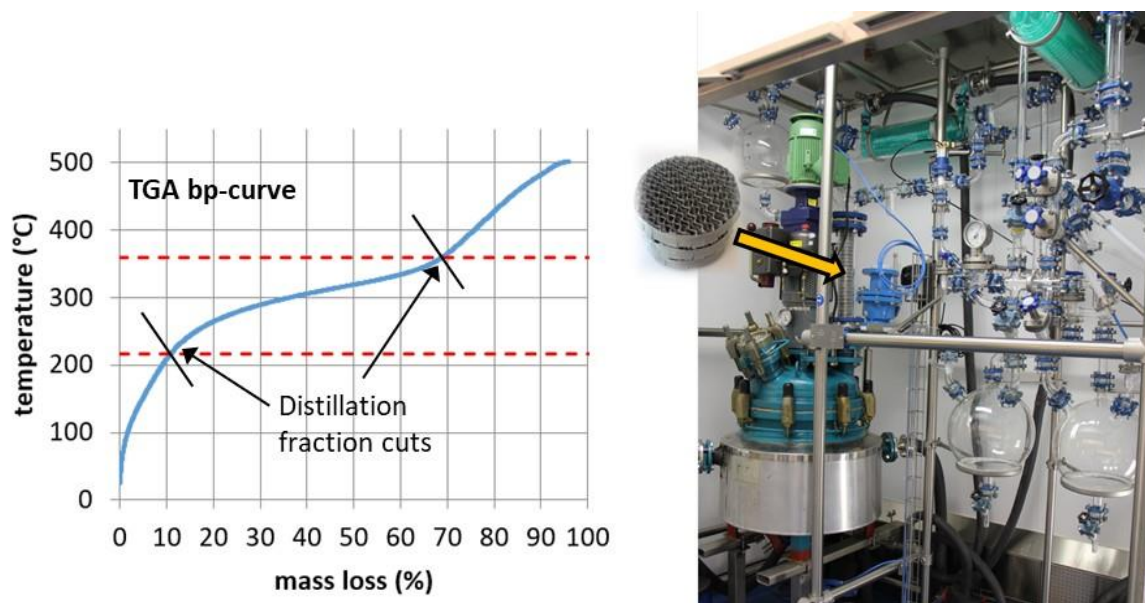 TGA bp-curve
temperature (°C)
500
400
300
200
100
0
Distillation
fraction cuts
0 10 20 30 40 50 60 70 80 90 100
mass loss (%)